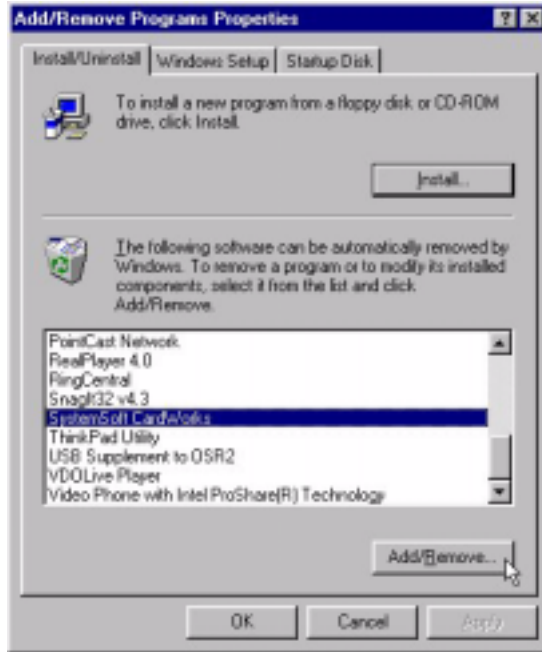 Add/Remove Programs Properties
Install/Uninstall Windows Setup Startup Disk
To install a new program from a floppy disk or CD-ROM
drive, click Install.
Install...
The following software can be automatically removed by
Windows. To remove a program or to modify its installed
components, select it from the list and click
Add/Remove.
PointCast Network
RealPlayer 4.0
RingCentral
SnagIt32 v4.3
SystemSoft CardWorks
ThinkPad Utility
USB Supplement to OSR2
VDOLive Player
Video Phone with Intel ProShare(R) Technology
Add/Remove...
OK Cancel Apply